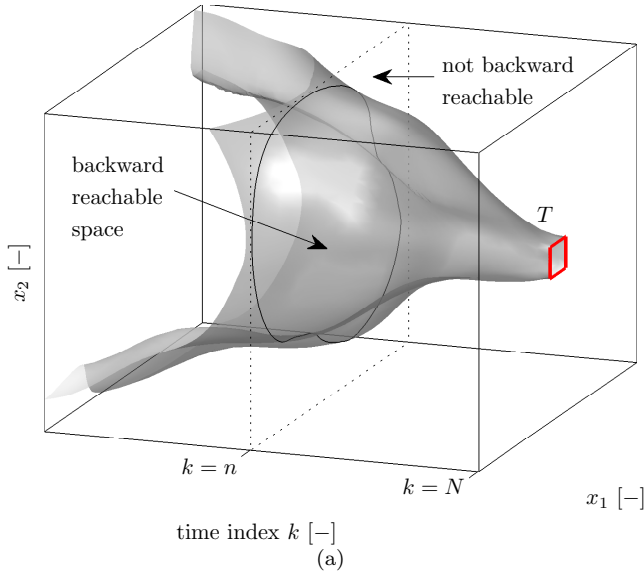 not backward
reachable
backward
reachable
space
T
x₂ [−]
k = n
k = N
x₁ [−]
time index k [−]
(a)